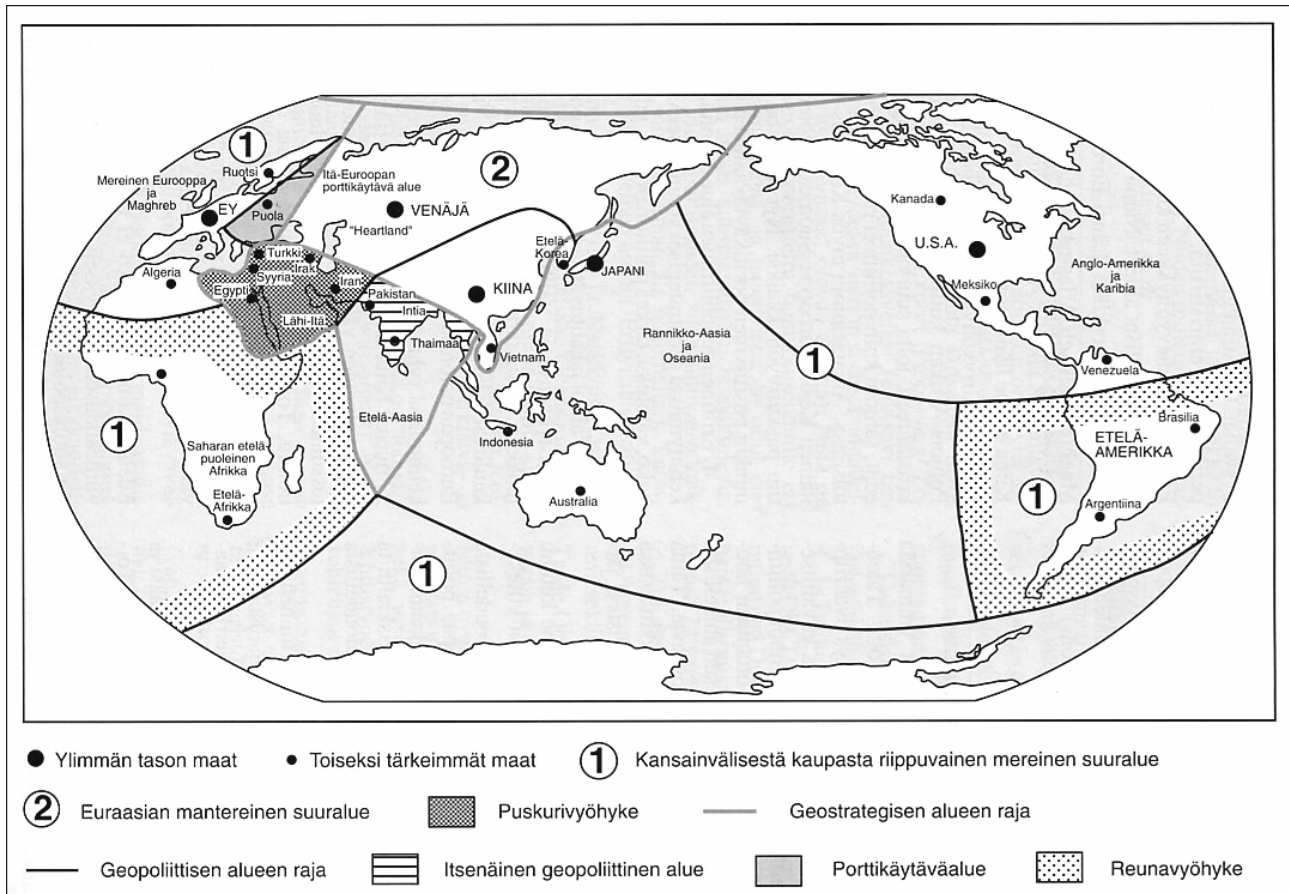 1
Ruotsi
Mereinen Eurooppa
ja
Maghreb
EY
Puola
Itä-Euroopan
porttikäytävä alue
2
VENÄJÄ
"Heartland"
Turkki
Irak
Syyria
Iran
Algeria
Egypti
Lähi-Itä
Pakistan
Intia
Thaimaa
KIINA
Etelä-
Korea
JAPANI
Vietnam
Rannikko-Aasia
ja
Oseania
Kanada
U.S.A.
Meksiko
Anglo-Amerikka
ja
Karibia
1
Venezuela
1
Saharan etelä-
puoleinen
Afrikka
Etelä-
Afrikka
Etelä-Aasia
Indonesia
Australia
1
1
ETELÄ-
AMERIKKA
Brasilia
Argentiina
Ylimmän tason maat
Toiseksi tärkeimmät maat
1 Kansainvälisestä kaupasta riippuvainen mereinen suuralue
2 Euraasian mantereinen suuralue
Puskurivyöhyke
Geostrategisen alueen raja
Geopoliittisen alueen raja
Itsenäinen geopoliittinen alue
Porttikäytäväalue
Reunavyöhyke